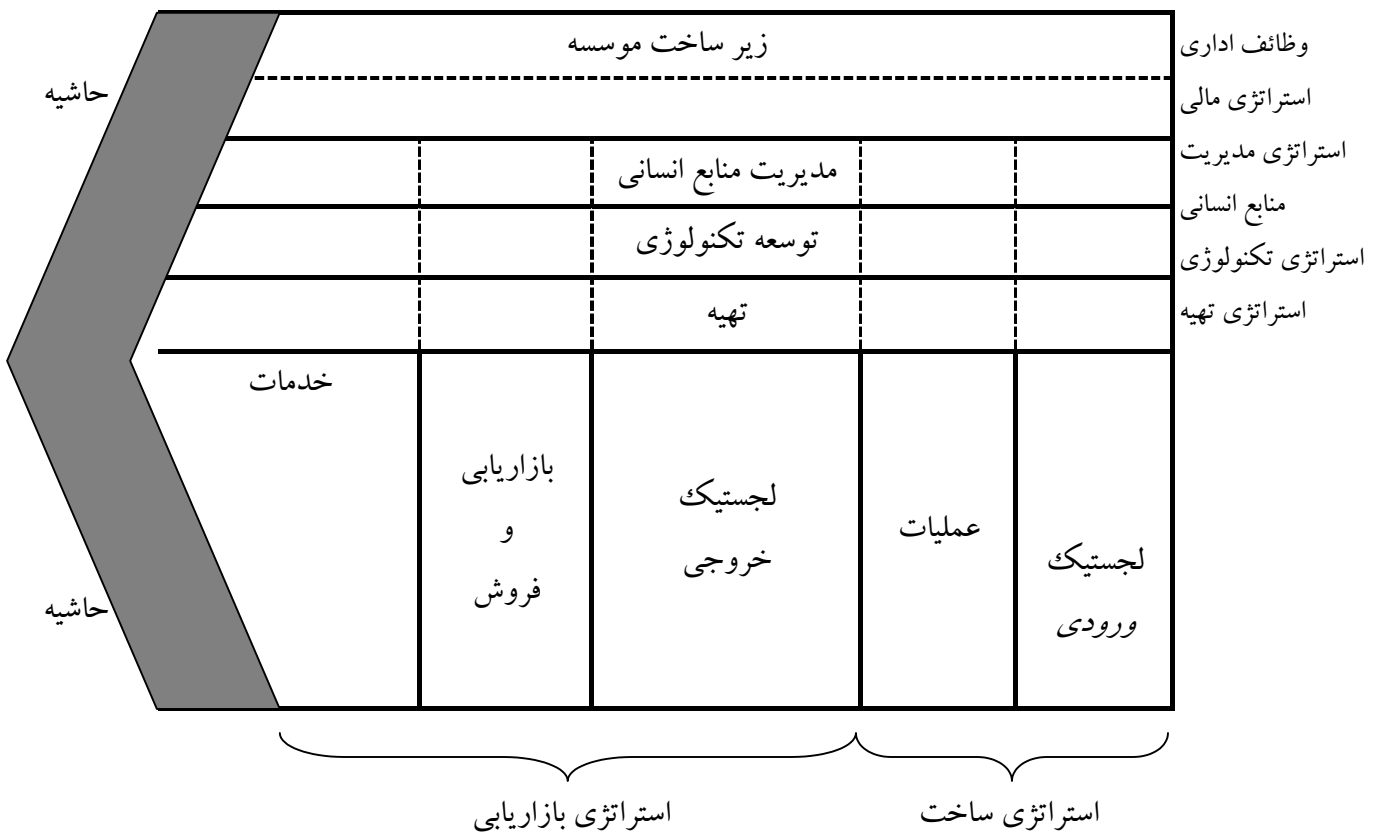 زیر ساخت موسسه
وظائف اداری
استراتژی مالی
استراتژی مدیریت
منابع انسانی
استراتژی تکنولوژی
استراتژی تهیه
حاشیه
مدیریت منابع انسانی
توسعه تکنولوژی
تهیه
لجستیک
ورودی
عملیات
لجستیک
خروجی
بازاریابی
و
فروش
خدمات
حاشیه
استراتژی ساخت
استراتژی بازاریابی